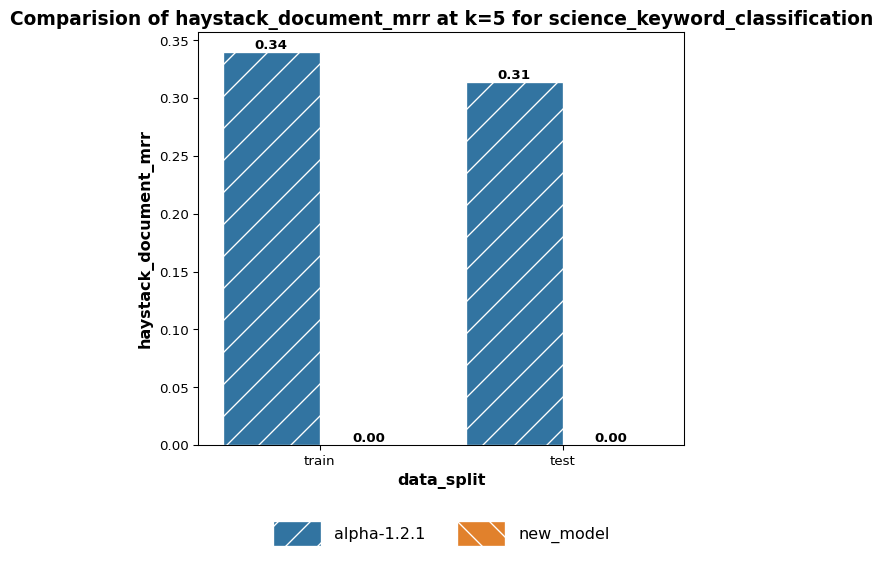 Comparision of haystack_document_mrr at k=5 for science_keyword_classification
haystack_document_mrr
0.35
0.30
0.25
0.20
0.15
0.10
0.05
0.00
0.34
0.00
0.31
0.00
train
test
data_split
alpha-1.2.1
new_model